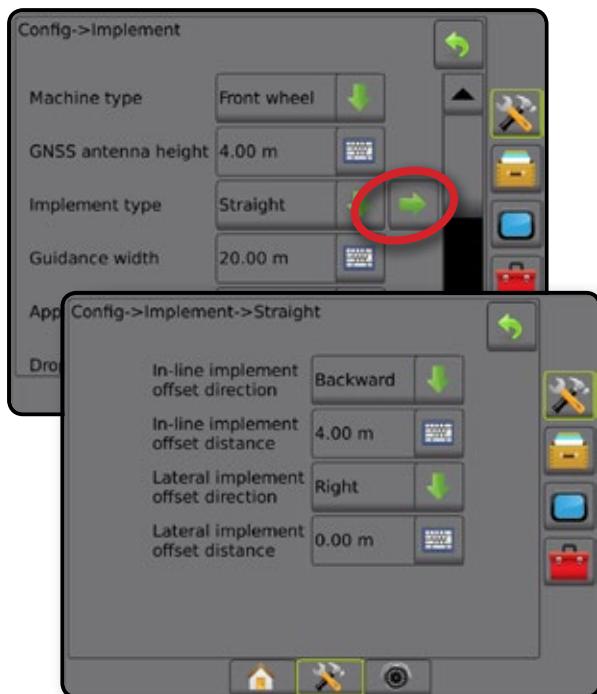 Config->Implement
Machine type Front wheel
GNSS antenna height 4.00 m
Implement type Straight
Guidance width 20.00 m
App
Dro
Config->Implement->Straight
In-line implement
offset direction
Backward
In-line implement
offset distance
4.00 m
Lateral implement
offset direction
Right
Lateral implement
offset distance
0.00 m